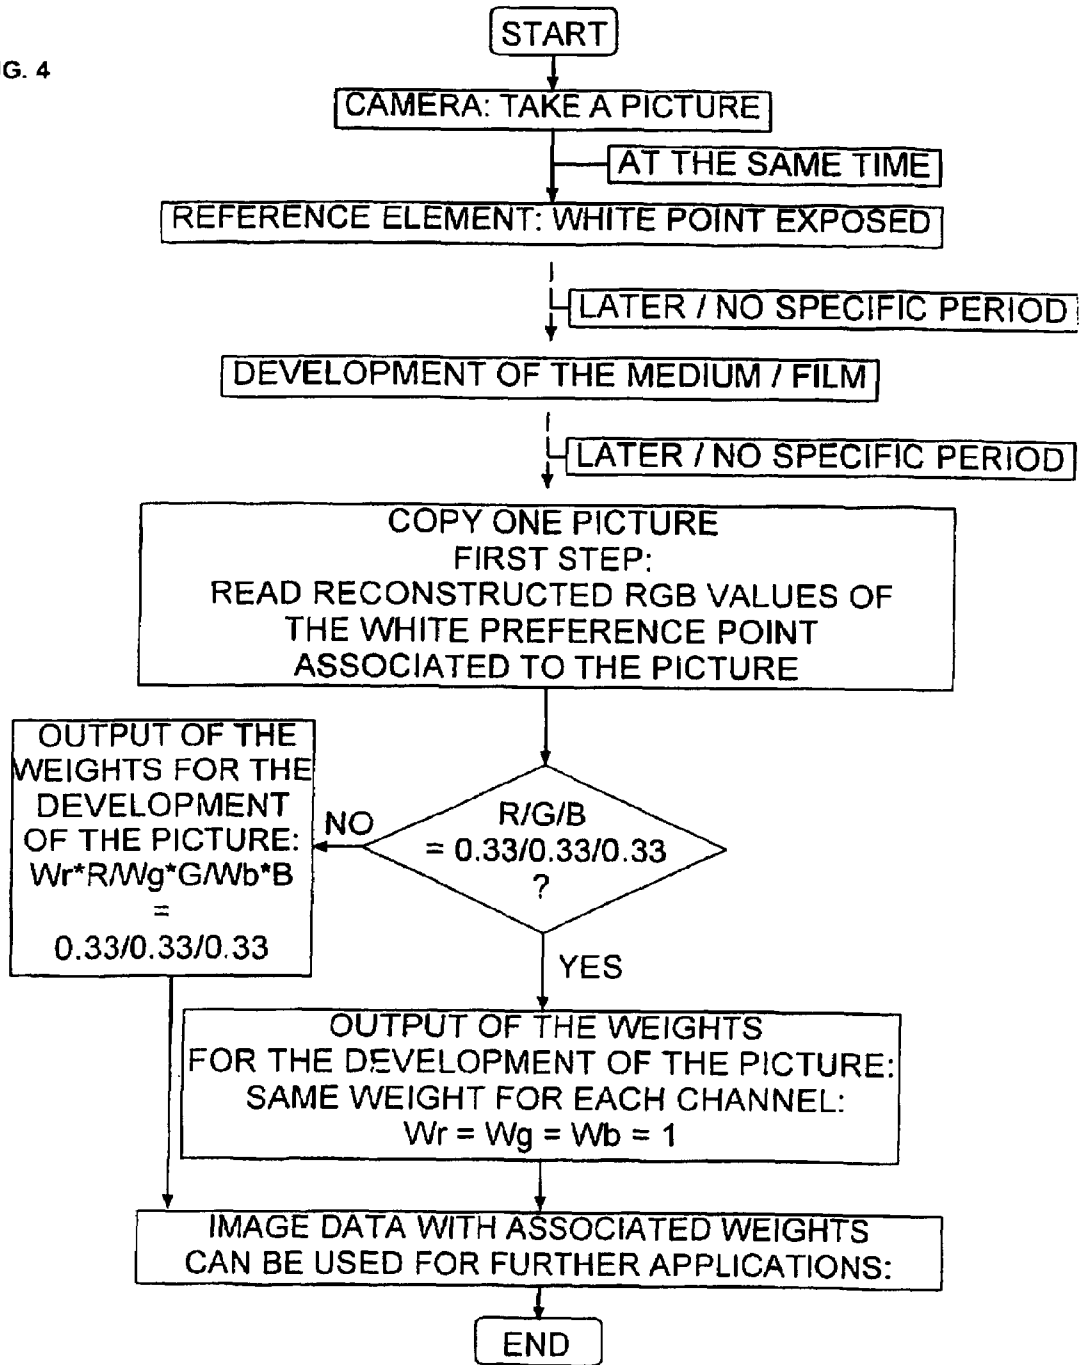 START
IG. 4
CAMERA: TAKE A PICTURE
AT THE SAME TIME
REFERENCE ELEMENT: WHITE POINT EXPOSED
LATER / NO SPECIFIC PERIOD
DEVELOPMENT OF THE MEDIUM / FILM
LATER / NO SPECIFIC PERIOD
COPY ONE PICTURE
FIRST STEP:
READ RECONSTRUCTED RGB VALUES OF
THE WHITE PREFERENCE POINT
ASSOCIATED TO THE PICTURE
OUTPUT OF THE
WEIGHTS FOR THE
DEVELOPMENT
OF THE PICTURE:
Wr*R/Wg*G/Wb*B
=
0.33/0.33/0.33
NO
R/G/B
= 0.33/0.33/0.33
?
YES
OUTPUT OF THE WEIGHTS
FOR THE DEVELOPMENT OF THE PICTURE:
SAME WEIGHT FOR EACH CHANNEL:
Wr = Wg = Wb = 1
IMAGE DATA WITH ASSOCIATED WEIGHTS
CAN BE USED FOR FURTHER APPLICATIONS:
END